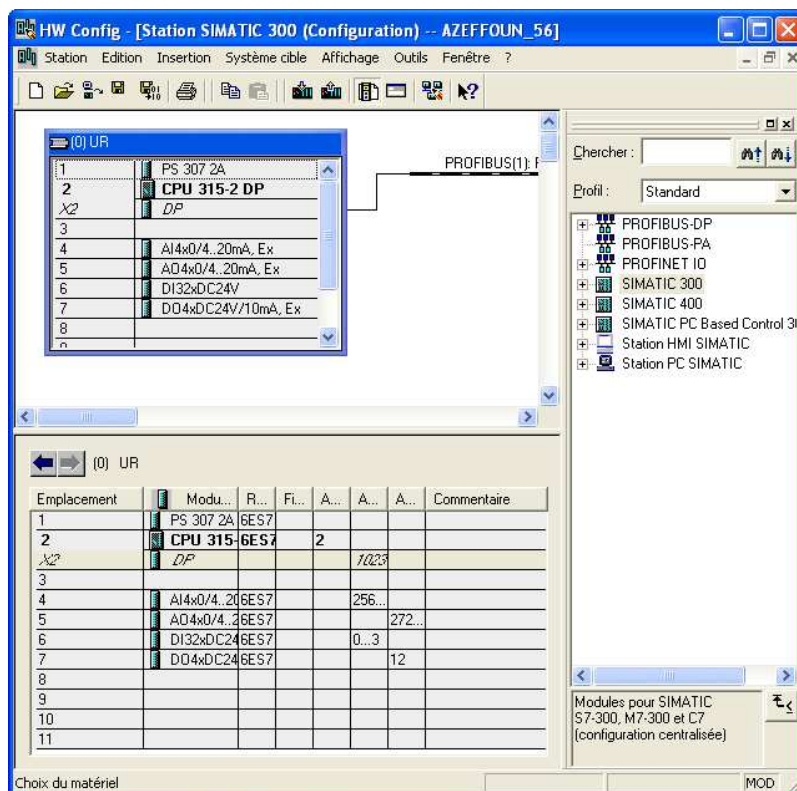 HW Config - [Station SIMATIC 300 (Configuration) -- AZEFFOUN_56]
Station Edition Insertion Système cible Affichage Outils Fenêtre ?
(0) UR
1 PS 307 2A
2 CPU 315-2 DP
X2 DP
3
4 AI4x0/4..20mA, Ex
5 AO4x0/4..20mA, Ex
6 DI32xDC24V
7 DO4xDC24V/10mA, Ex
8
PROFIBUS(1): F
Chercher :
Profil : Standard
PROFIBUS-DP
PROFIBUS-PA
PROFINET IO
SIMATIC 300
SIMATIC 400
SIMATIC PC Based Control 30
Station HMI SIMATIC
Station PC SIMATIC
(0) UR
Emplacement Modu... R... Fi... A... A... A... Commentaire
1 PS 307 2A 6ES7
2 CPU 315- 6ES7 2
X2 DP 1023
3
4 AI4x0/4..20 6ES7 256...
5 AO4x0/4..2 6ES7 272...
6 DI32xDC24 6ES7 0...3
7 DO4xDC24 6ES7 12
8
9
10
11
Modules pour SIMATIC
S7-300, M7-300 et C7
(configuration centralisée)
Choix du matériel MOD